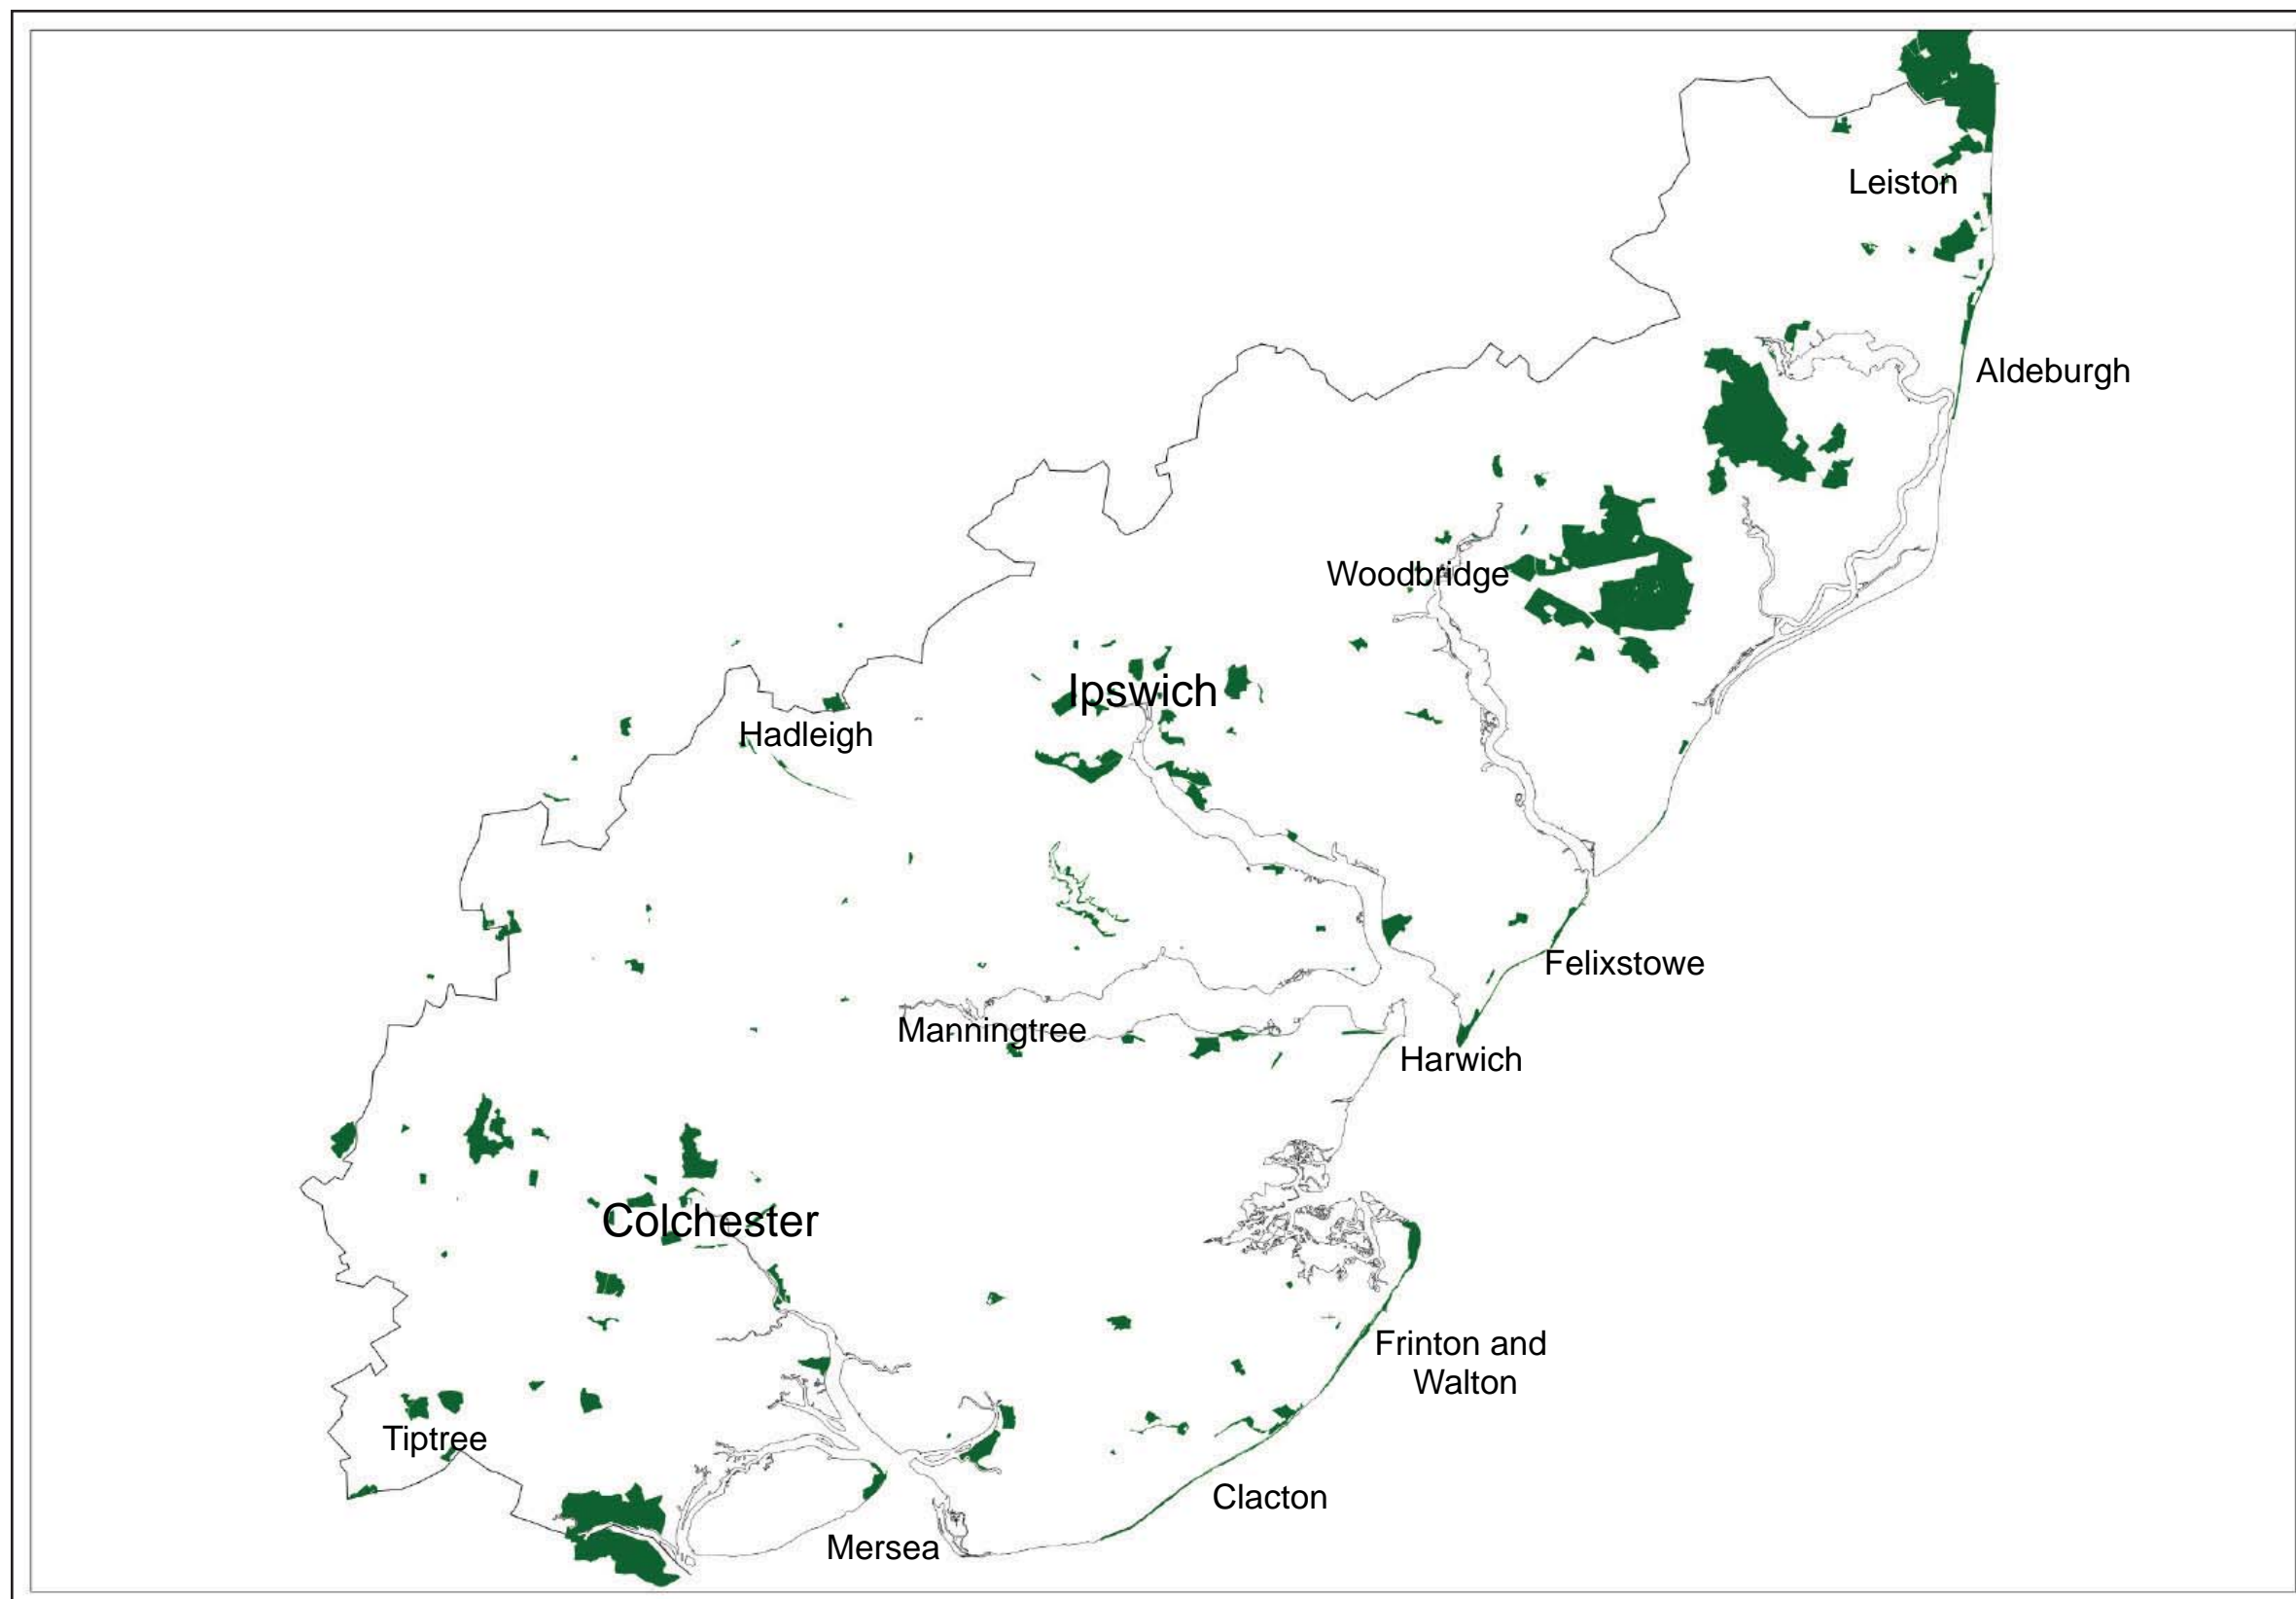 Leiston
Aldeburgh
Woodbridge
Ipswich
Hadleigh
Felixstowe
Manningtree
Harwich
Colchester
Frinton and
Walton
Tiptree
Clacton
Mersea